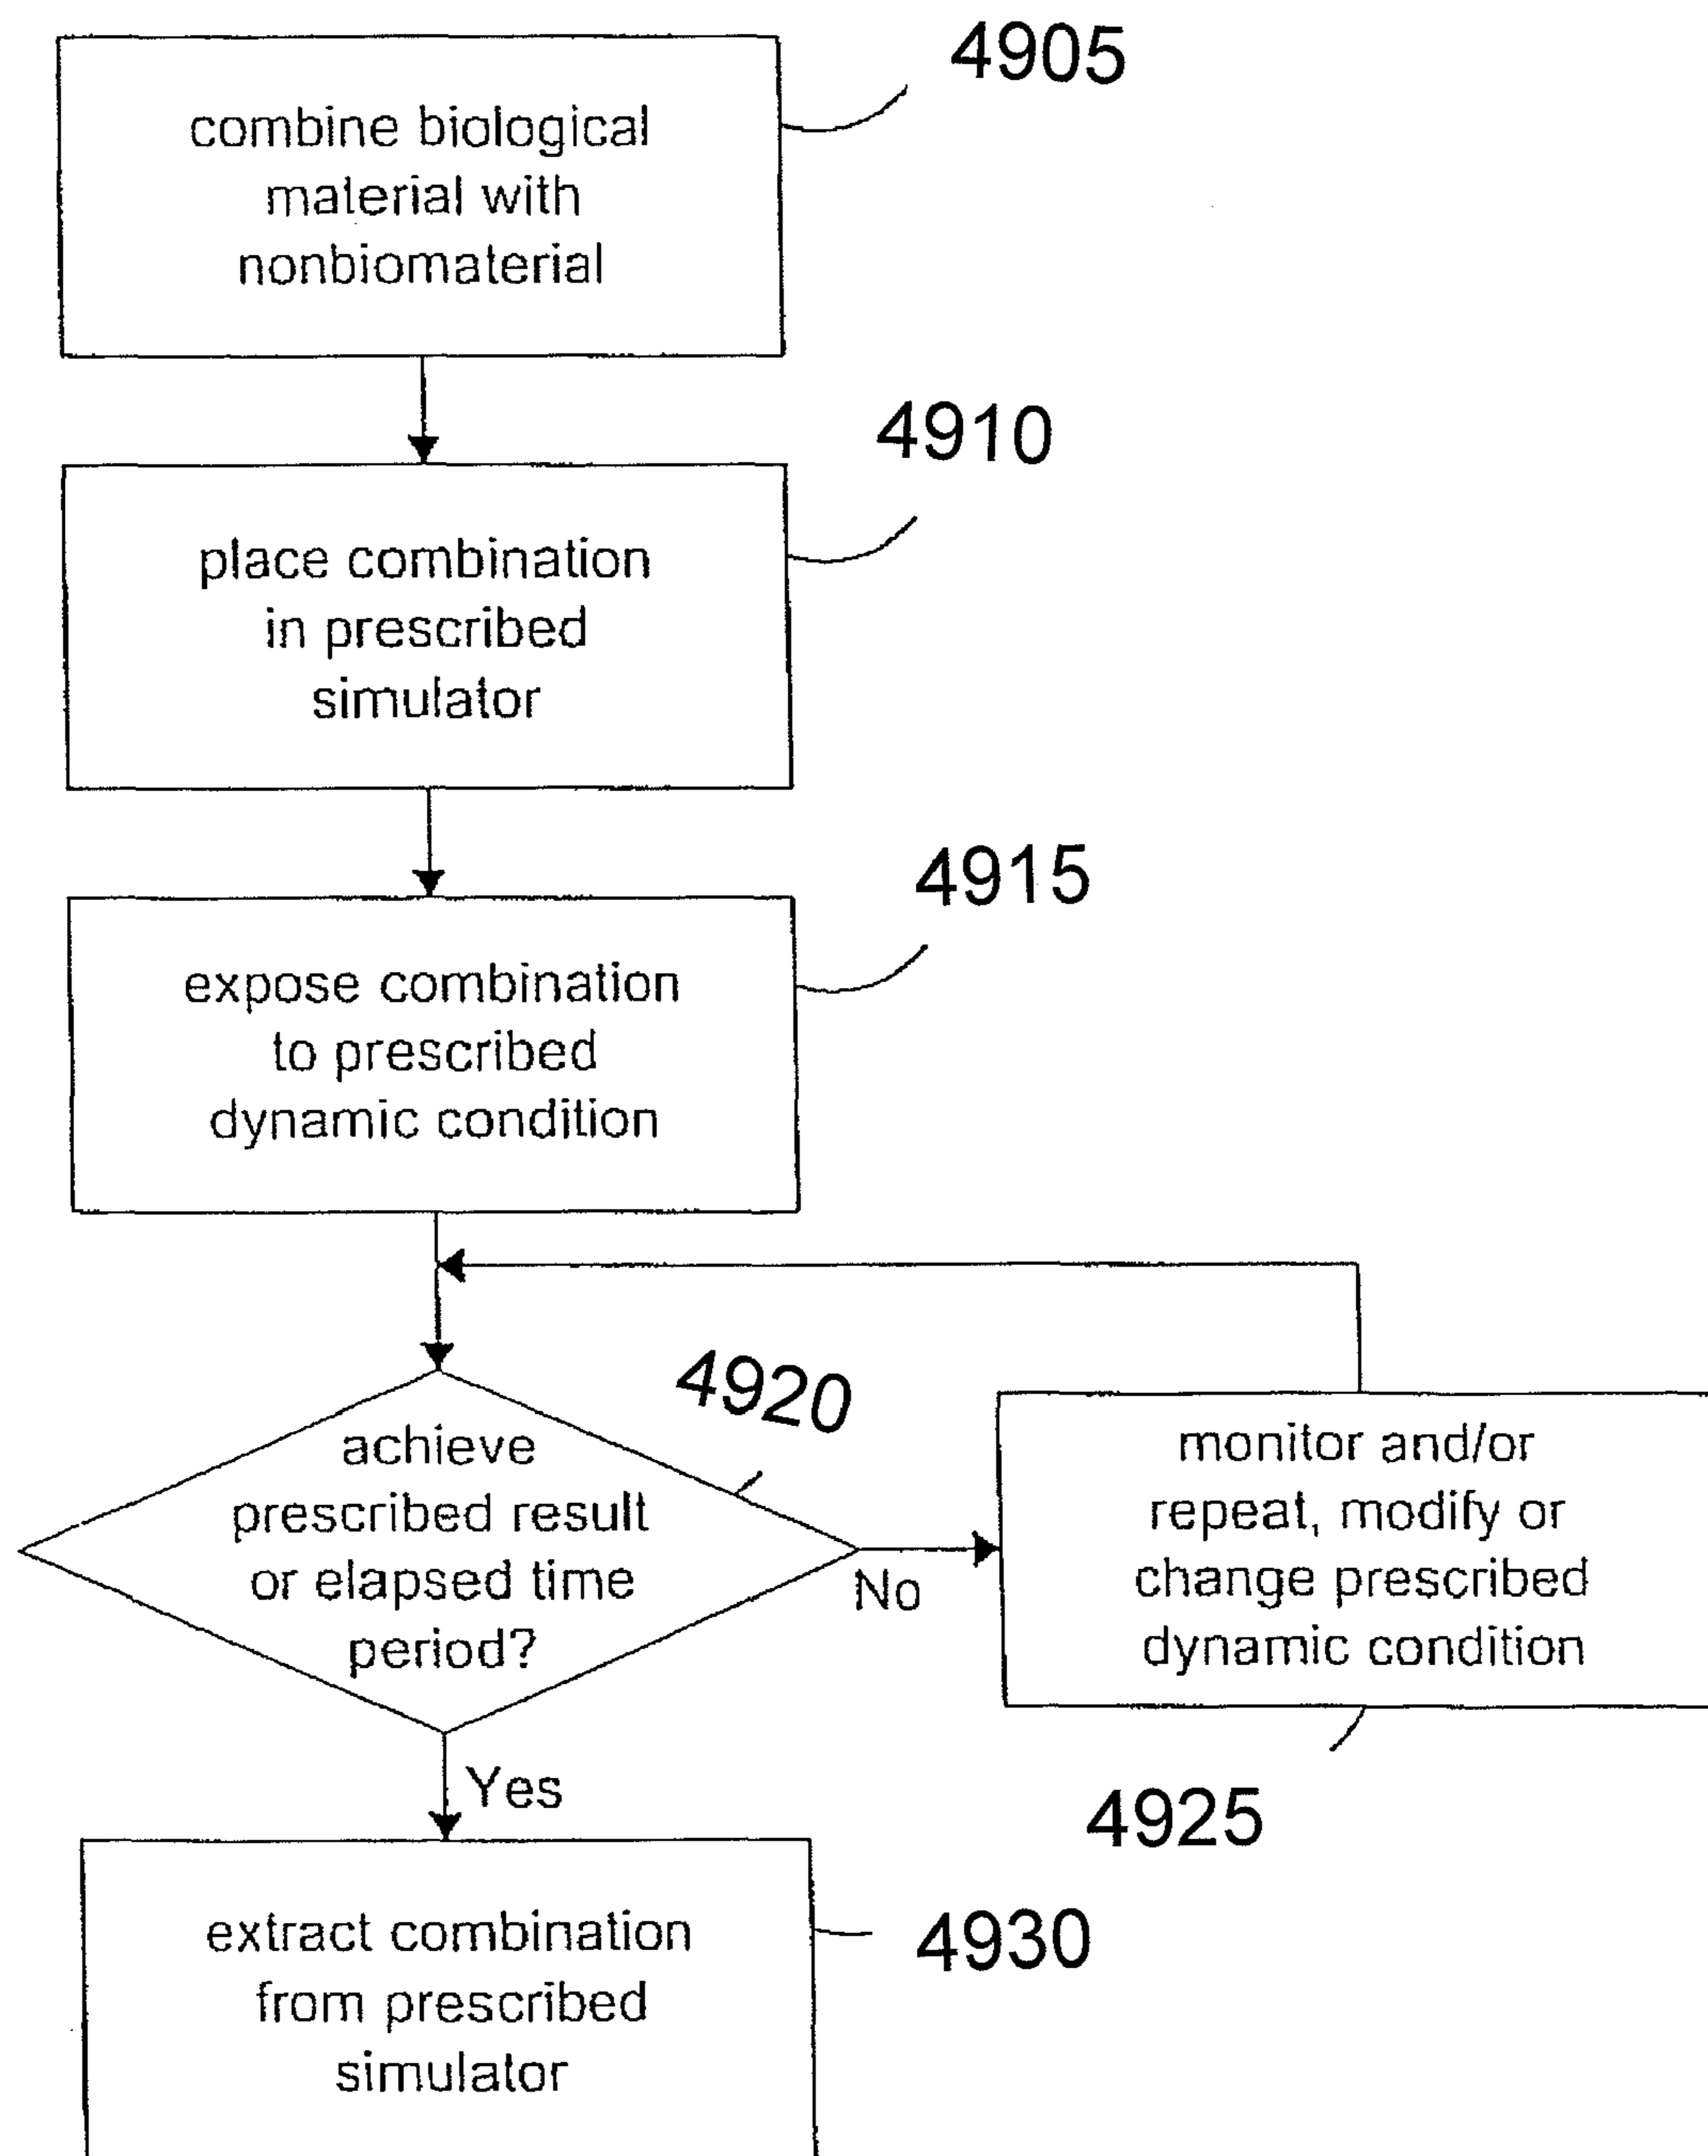 4905
combine biological
material with
nonbiomaterial
4910
place combination
in prescribed
simulator
4915
expose combination
to prescribed
dynamic condition
4920
achieve
prescribed result
or elapsed time
period?
No
monitor and/or
repeat, modify or
change prescribed
dynamic condition
4925
Yes
4930
extract combination
from prescribed
simulator